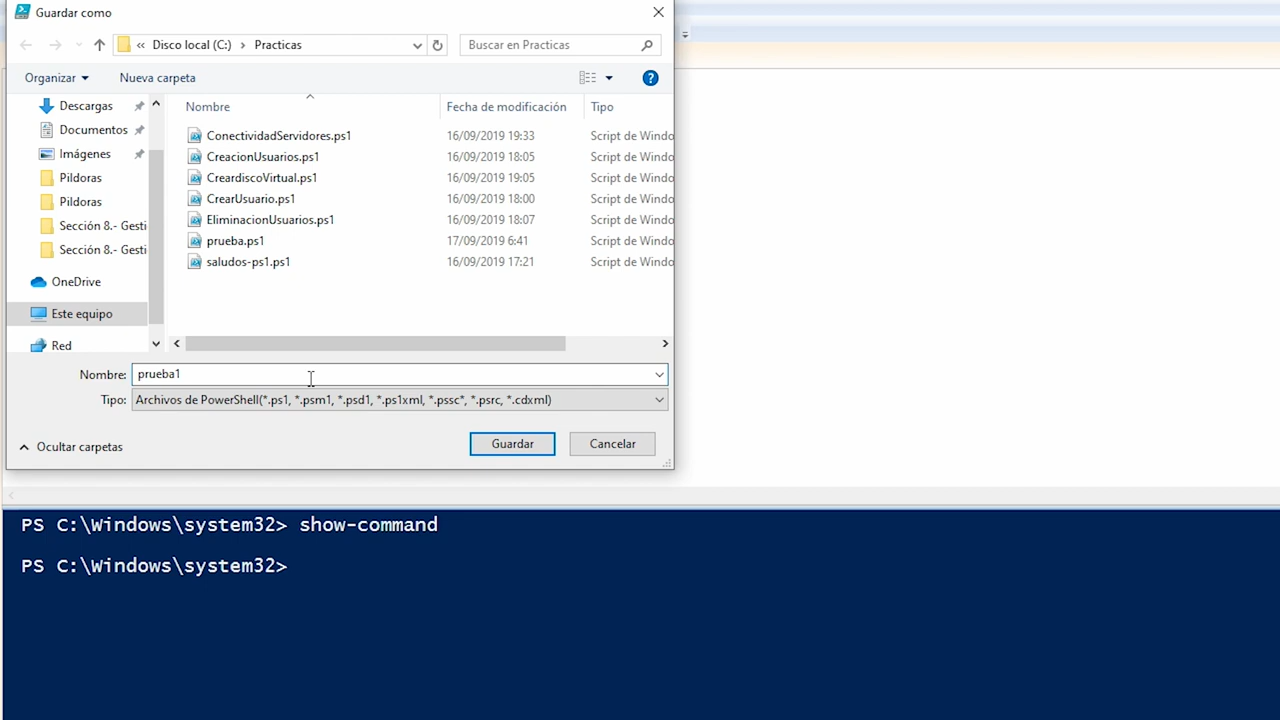 Guardar como
« Disco local (C:) > Practicas
Buscar en Practicas
Organizar
Nueva carpeta
Descargas
Documentos
Imágenes
Pildoras
Pildoras
Sección 8.- Gesti
Sección 8.- Gesti
OneDrive
Este equipo
Red
Nombre Fecha de modificación Tipo
ConectividadServidores.ps1 16/09/2019 19:33 Script de Windo
CreacionUsuarios.ps1 16/09/2019 18:05 Script de Windo
CreardiscoVirtual.ps1 16/09/2019 19:05 Script de Windo
CrearUsuario.ps1 16/09/2019 18:00 Script de Windo
EliminacionUsuarios.ps1 16/09/2019 18:07 Script de Windo
prueba.ps1 17/09/2019 6:41 Script de Windo
saludos-ps1.ps1 16/09/2019 17:21 Script de Windo
Nombre: prueba1
Tipo: Archivos de PowerShell(*.ps1, *.psm1, *.psd1, *.ps1xml, *.pssc*, *.psrc, *.cdxml)
Ocultar carpetas
Guardar
Cancelar
PS C:\Windows\system32> show-command
PS C:\Windows\system32>